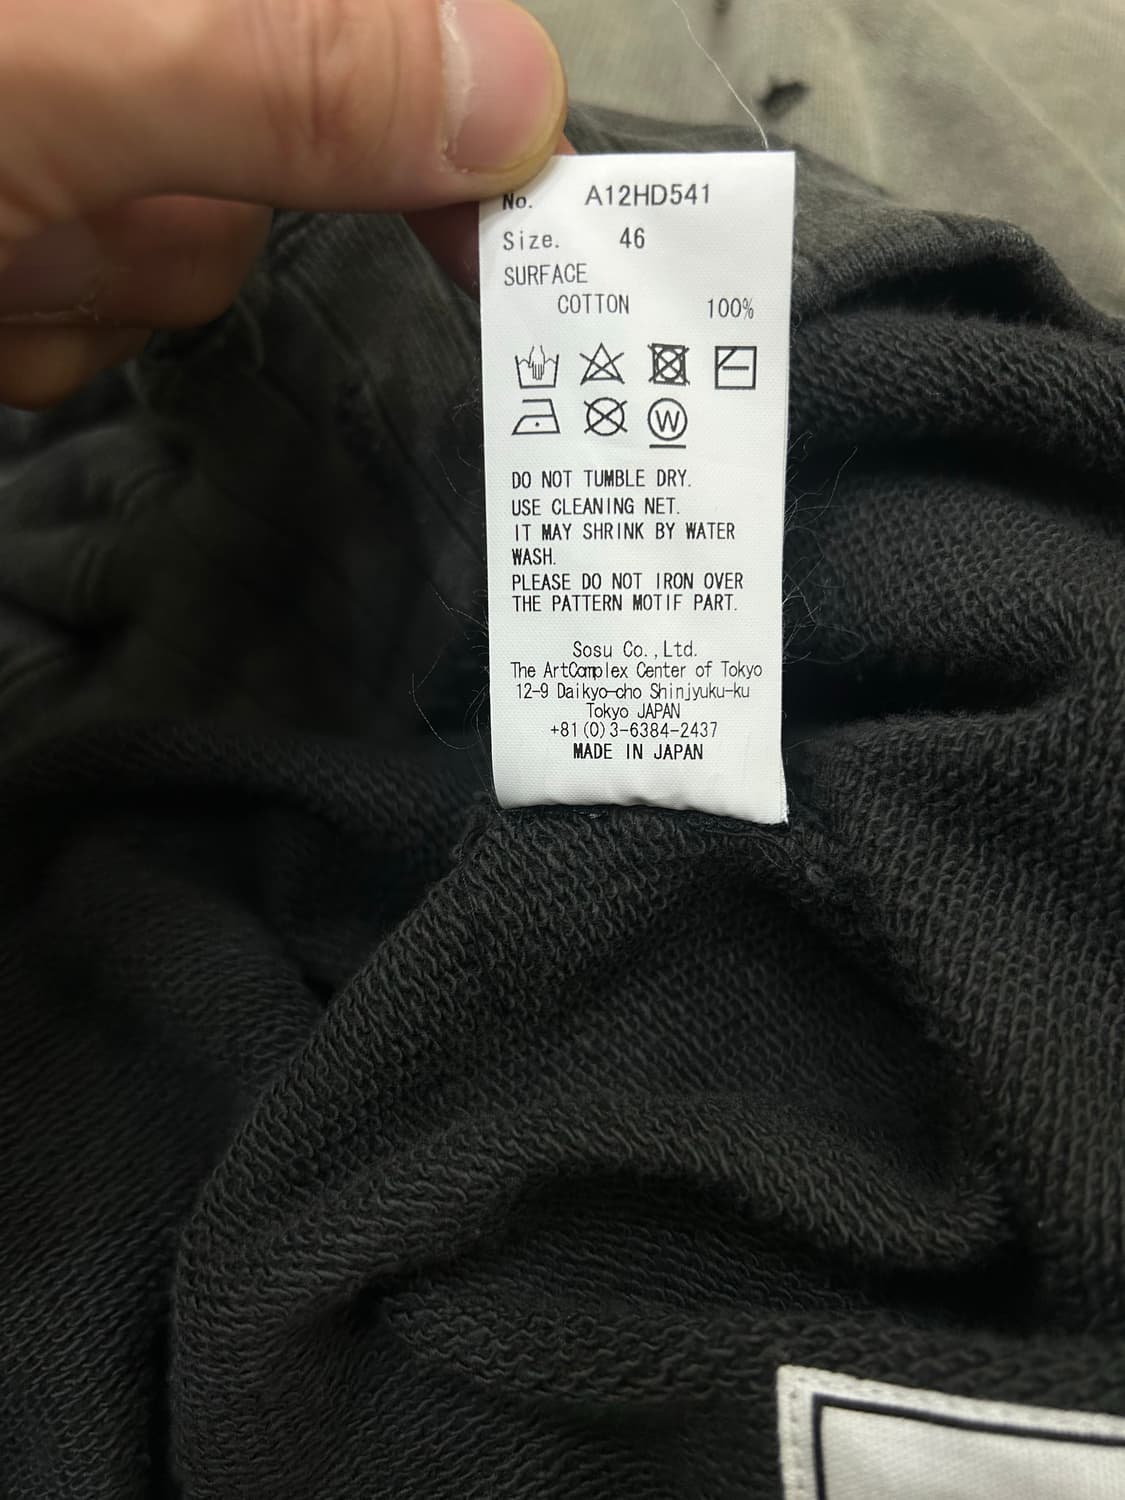 No. A12HD541
Size. 46
SURFACE
COTTON 100%
W
DO NOT TUMBLE DRY.
USE CLEANING NET.
IT MAY SHRINK BY WATER
WASH.
PLEASE DO NOT IRON OVER
THE PATTERN MOTIF PART.
Sosu Co.,Ltd.
The ArtComplex Center of Tokyo
12-9 Daikyo-cho Shinjyuku-ku
Tokyo JAPAN
+81(0)3-6384-2437
MADE IN JAPAN